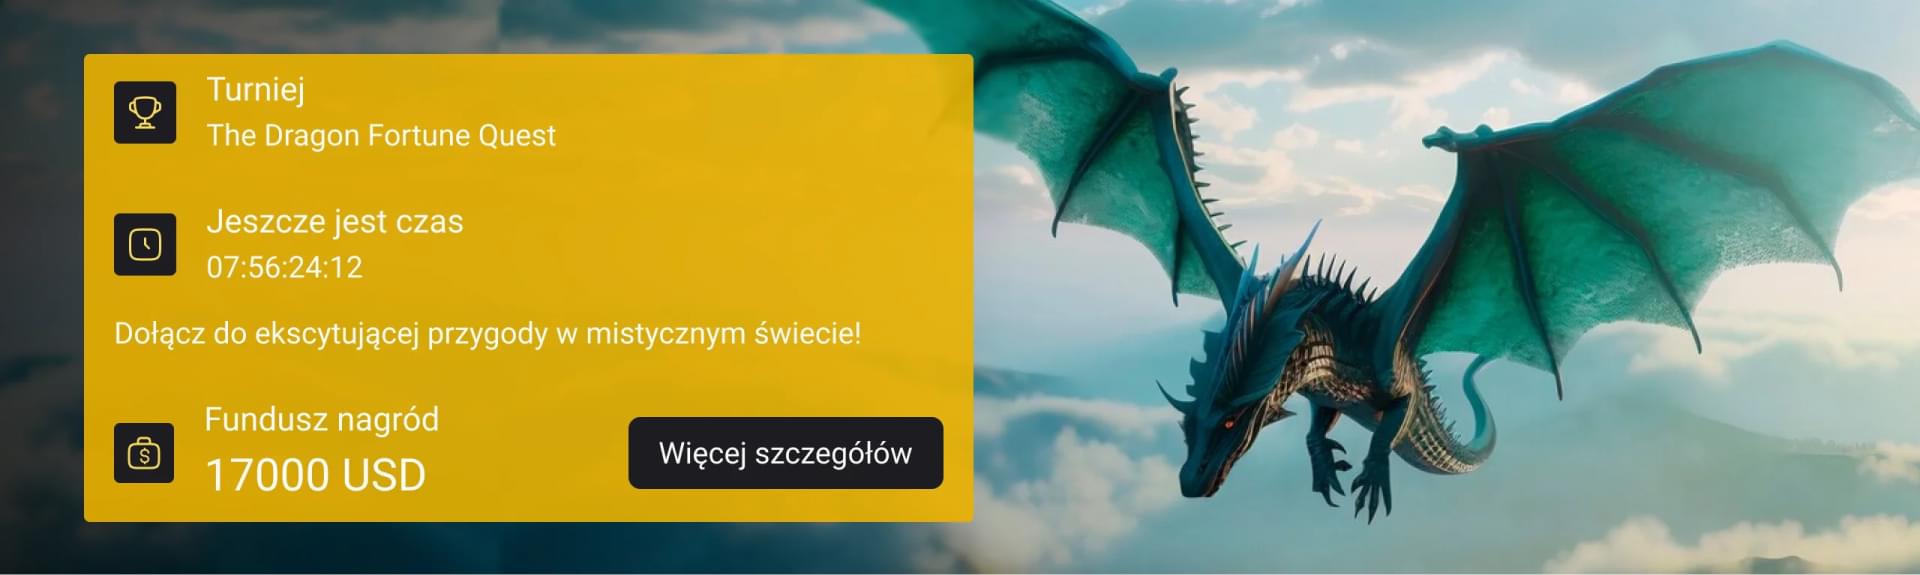 Turniej
The Dragon Fortune Quest
Jeszcze jest czas
07:56:24:12
Dołącz do ekscytującej przygody w mistycznym świecie!
Fundusz nagród
17000 USD
Więcej szczegółów